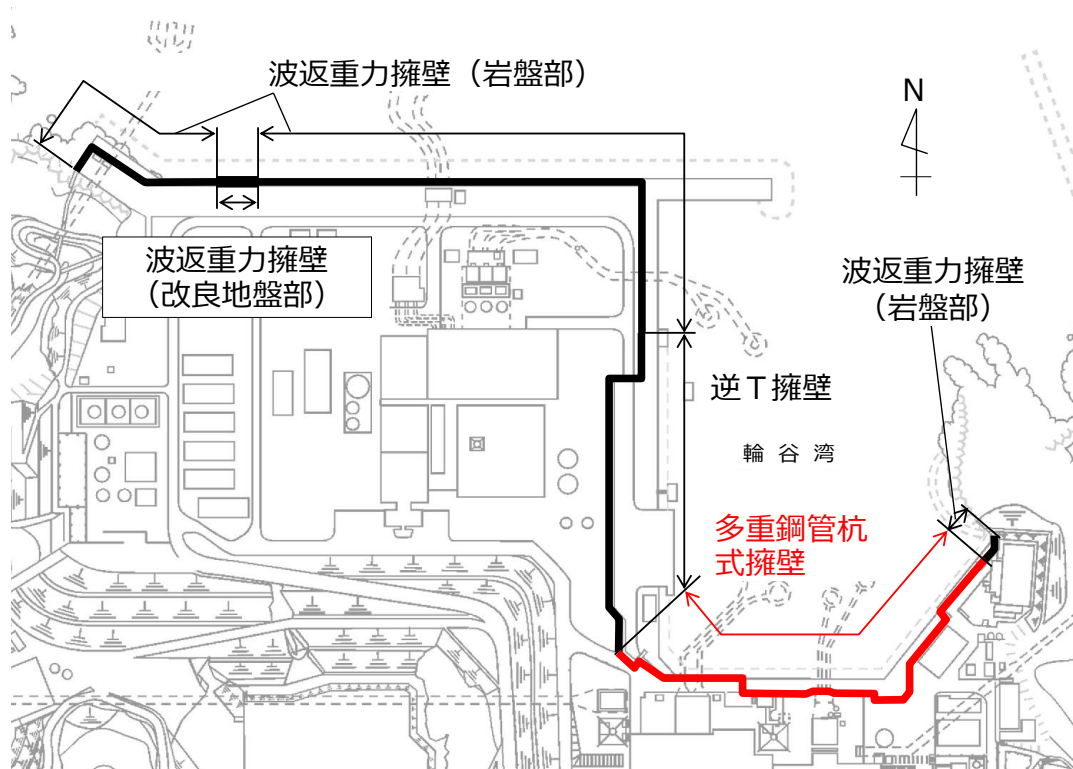 波返重力擁壁（岩盤部）
N
波返重力擁壁
（改良地盤部）
波返重力擁壁
（岩盤部）
逆Ｔ擁壁
輪谷湾
多重鋼管杭
式擁壁